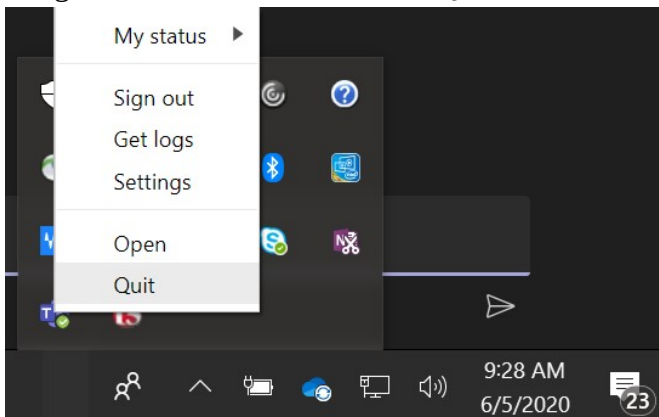 My status
Sign out
Get logs
Settings
Open
Quit
9:28 AM
6/5/2020
23